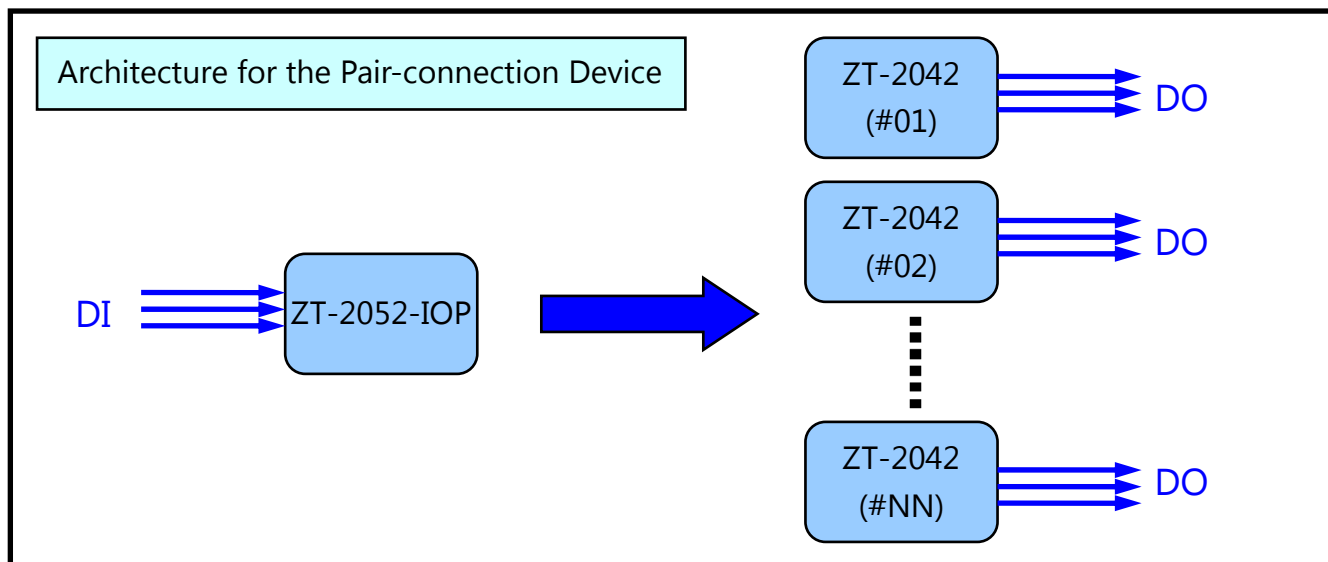 Architecture for the Pair-connection Device
ZT-2042
(#01)
DO
ZT-2042
(#02)
DO
DI
ZT-2052-IOP
ZT-2042
(#NN)
DO